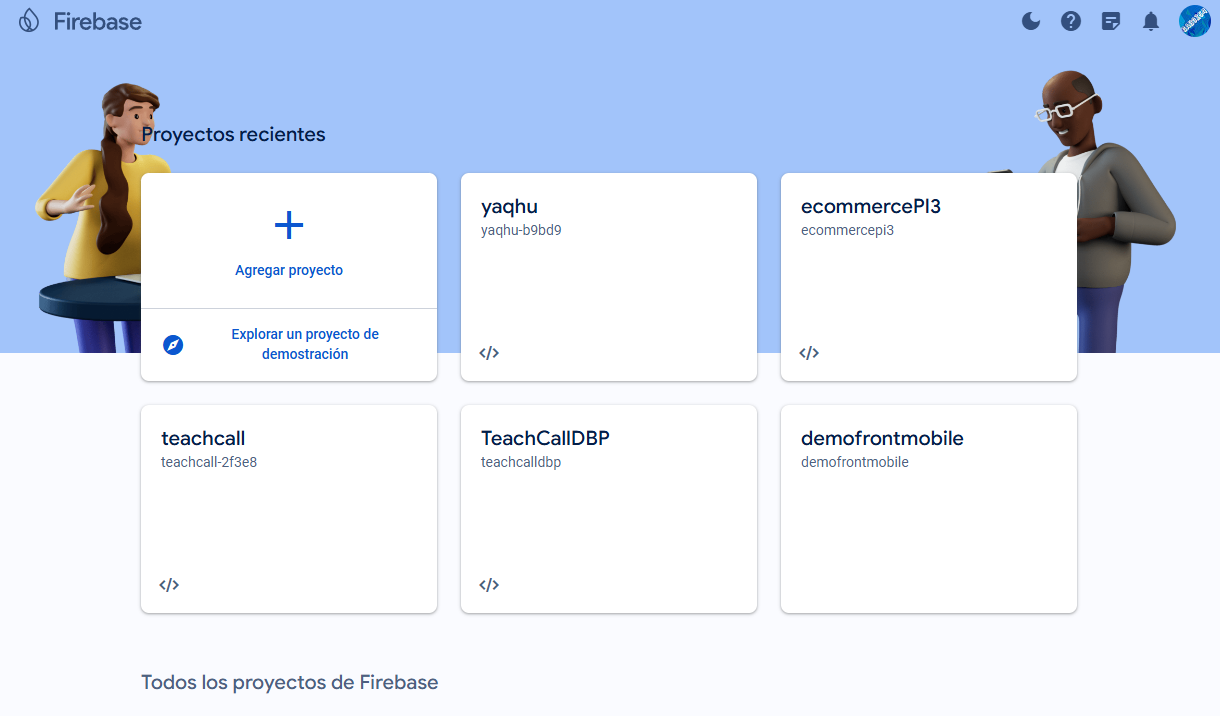 Firebase
Proyectos recientes
Agregar proyecto
Explorar un proyecto de
demostración
yaqhu
yaqhu-b9bd9
ecommercePI3
ecommercepi3
teachcall
teachcall-2f3e8
TeachCallDBP
teachcalldbp
demofrontmobile
demofrontmobile
Todos los proyectos de Firebase